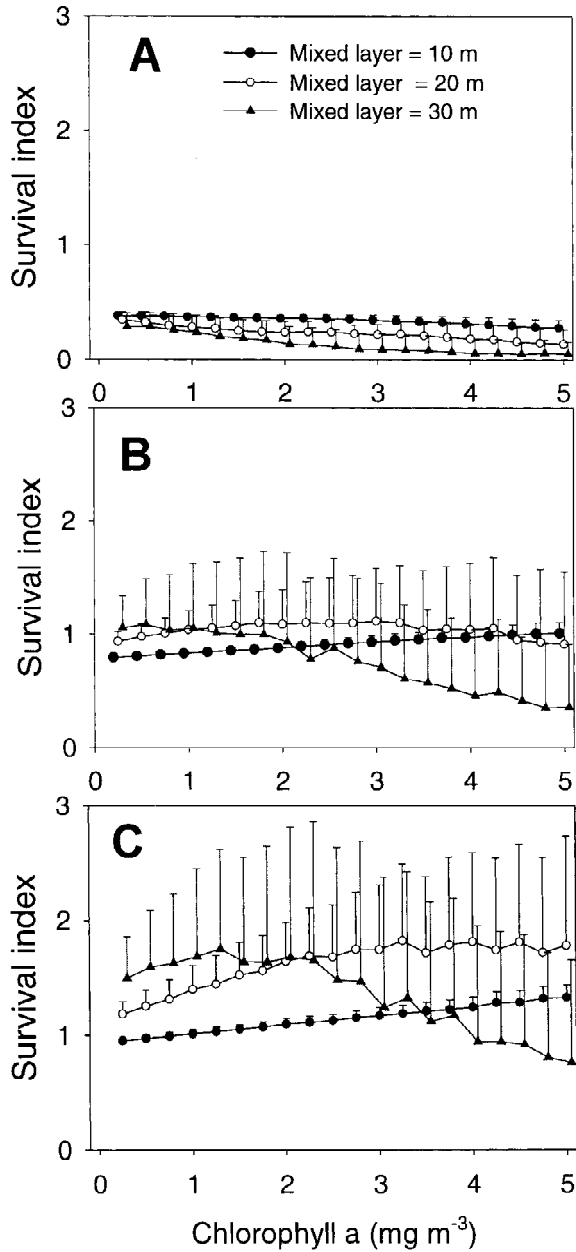 3
A
Mixed layer = 10 m
Mixed layer = 20 m
Mixed layer = 30 m
2
Survival index
1
0
0 1 2 3 4 5
3
B
2
Survival index
1
0
0 1 2 3 4 5
3
C
2
Survival index
1
0
0 1 2 3 4 5
Chlorophyll a (mg m⁻³)